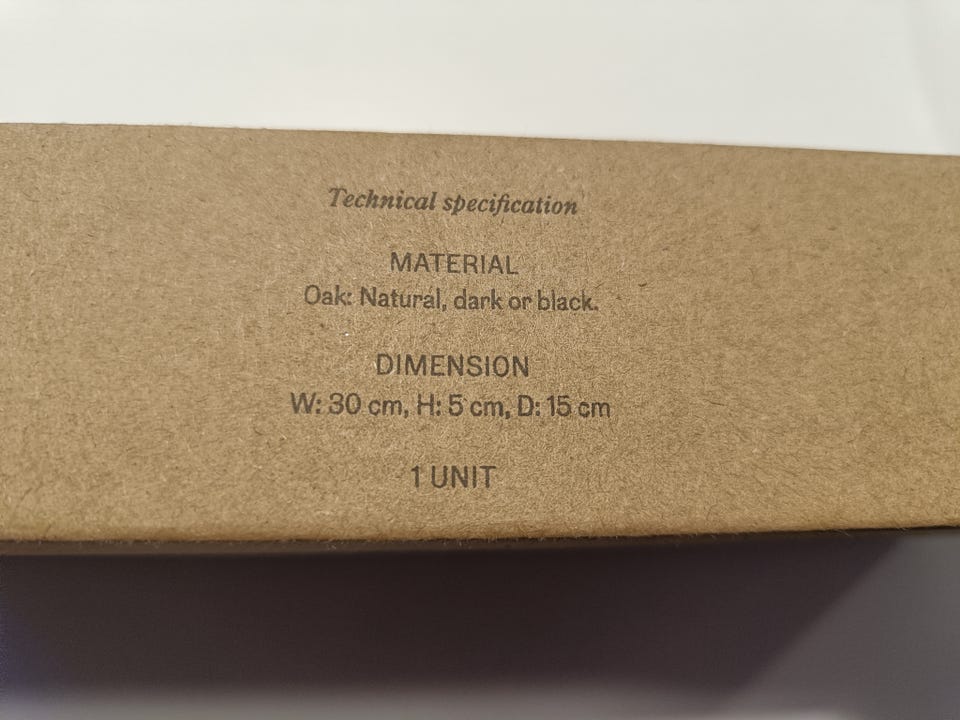 Technical specification
MATERIAL
Oak: Natural, dark or black.
DIMENSION
W: 30 cm, H: 5 cm, D: 15 cm
1 UNIT